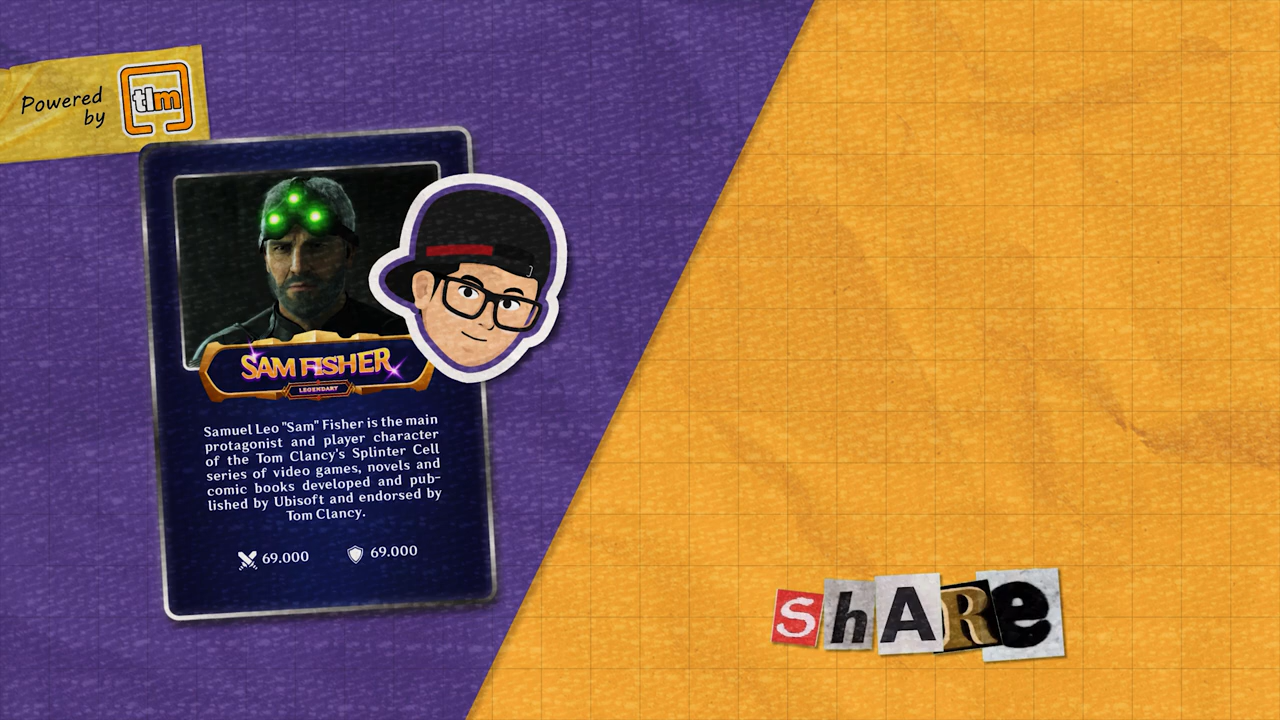 Powered
by
tlm
SAM FISHER
LEGENDARY
Samuel Leo "Sam" Fisher is the main
protagonist and player character
of the Tom Clancy's Splinter Cell
series of video games, novels and
comic books developed and pub-
lished by Ubisoft and endorsed by
Tom Clancy.
69.000 69.000
ShARe